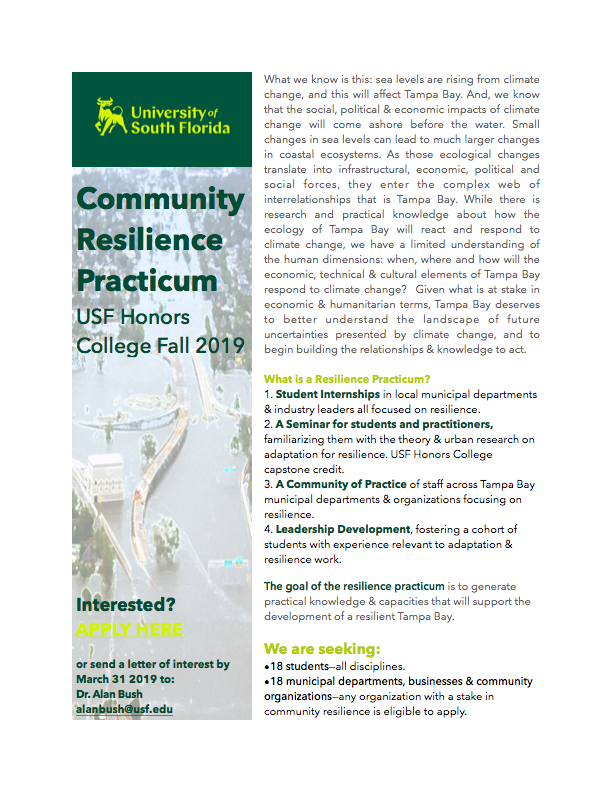 University of
South Florida
Community
Resilience
Practicum
USF Honors
College Fall 2019
Interested?
APPLY HERE
or send a letter of interest by
March 31 2019 to:
Dr. Alan Bush
alanbush@usf.edu
What we know is this: sea levels are rising from climate
change, and this will affect Tampa Bay. And, we know
that the social, political & economic impacts of climate
change will come ashore before the water. Small
changes in sea levels can lead to much larger changes
in coastal ecosystems. As those ecological changes
translate into infrastructural, economic, political and
social forces, they enter the complex web of
interrelationships that is Tampa Bay. While there is
research and practical knowledge about how the
ecology of Tampa Bay will react and respond to
climate change, we have a limited understanding of
the human dimensions: when, where and how will the
economic, technical & cultural elements of Tampa Bay
respond to climate change? Given what is at stake in
economic & humanitarian terms, Tampa Bay deserves
to better understand the landscape of future
uncertainties presented by climate change, and to
begin building the relationships & knowledge to act.
What is a Resilience Practicum?
1. Student Internships in local municipal departments
& industry leaders all focused on resilience.
2. A Seminar for students and practitioners,
familiarizing them with the theory & urban research on
adaptation for resilience. USF Honors College
capstone credit.
3. A Community of Practice of staff across Tampa Bay
municipal departments & organizations focusing on
resilience.
4. Leadership Development, fostering a cohort of
students with experience relevant to adaptation &
resilience work.
The goal of the resilience practicum is to generate
practical knowledge & capacities that will support the
development of a resilient Tampa Bay.
We are seeking:
•18 students—all disciplines.
•18 municipal departments, businesses & community
organizations—any organization with a stake in
community resilience is eligible to apply.